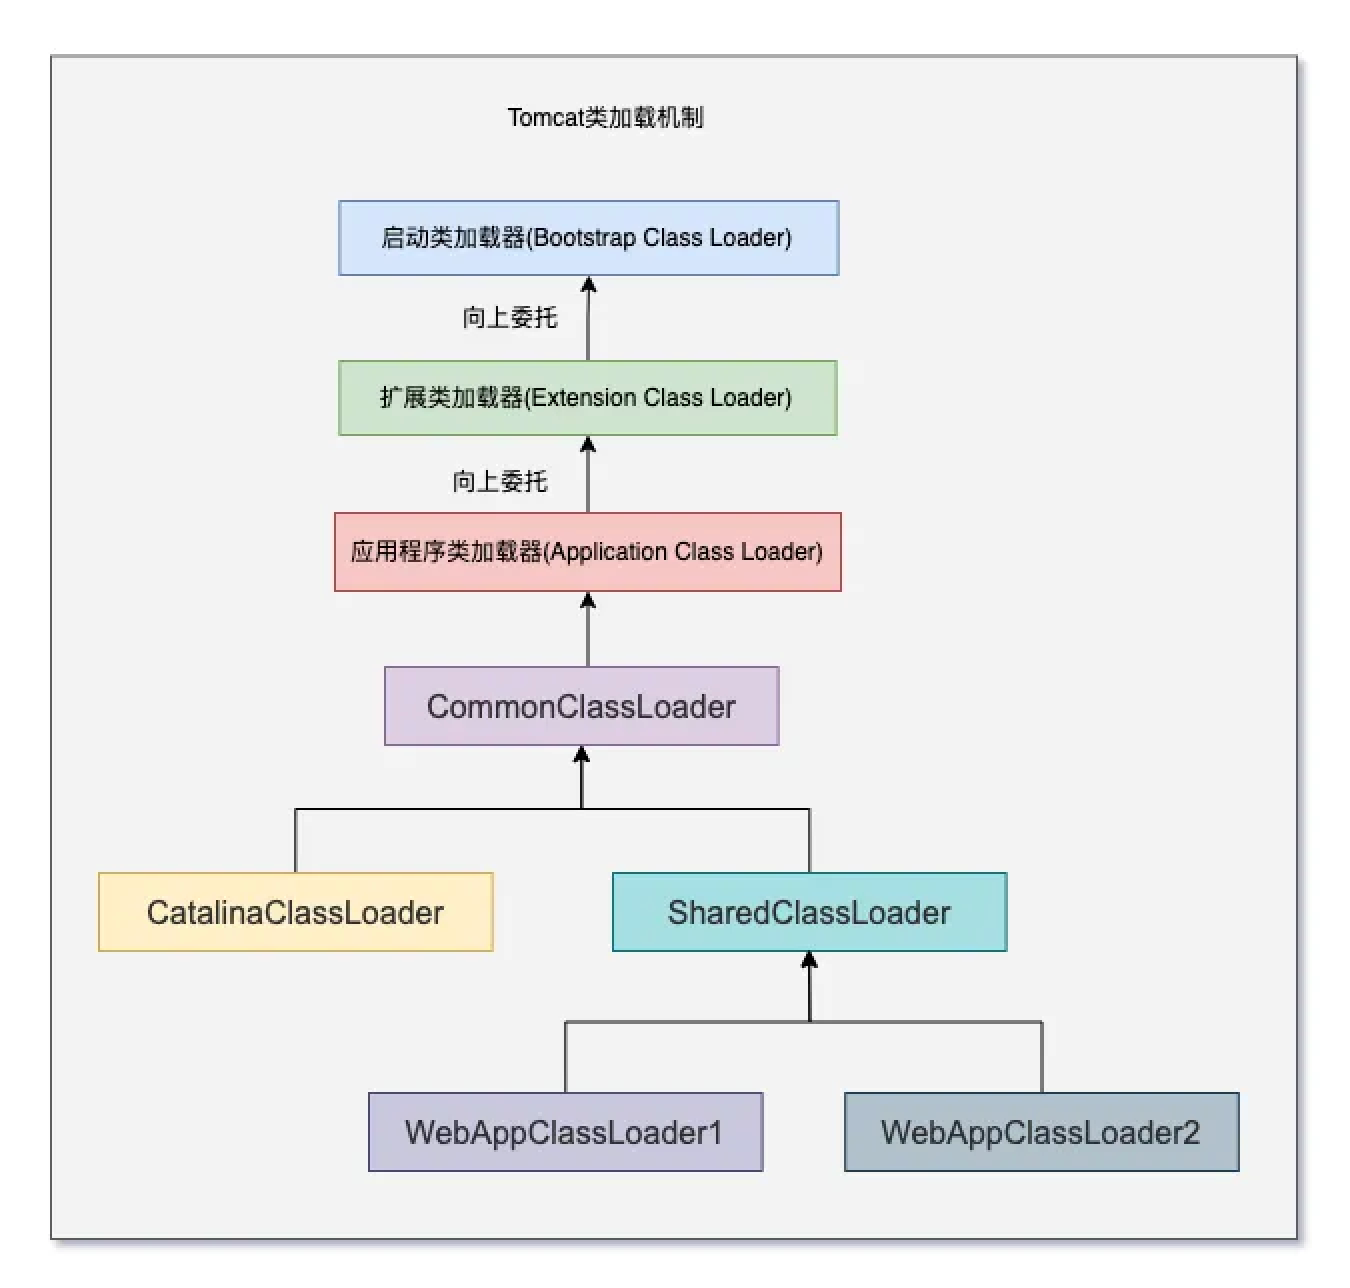 Tomcat类加载机制
启动类加载器(Bootstrap Class Loader)
向上委托
扩展类加载器(Extension Class Loader)
向上委托
应用程序类加载器(Application Class Loader)
CommonClassLoader
CatalinaClassLoader
SharedClassLoader
WebAppClassLoader1
WebAppClassLoader2